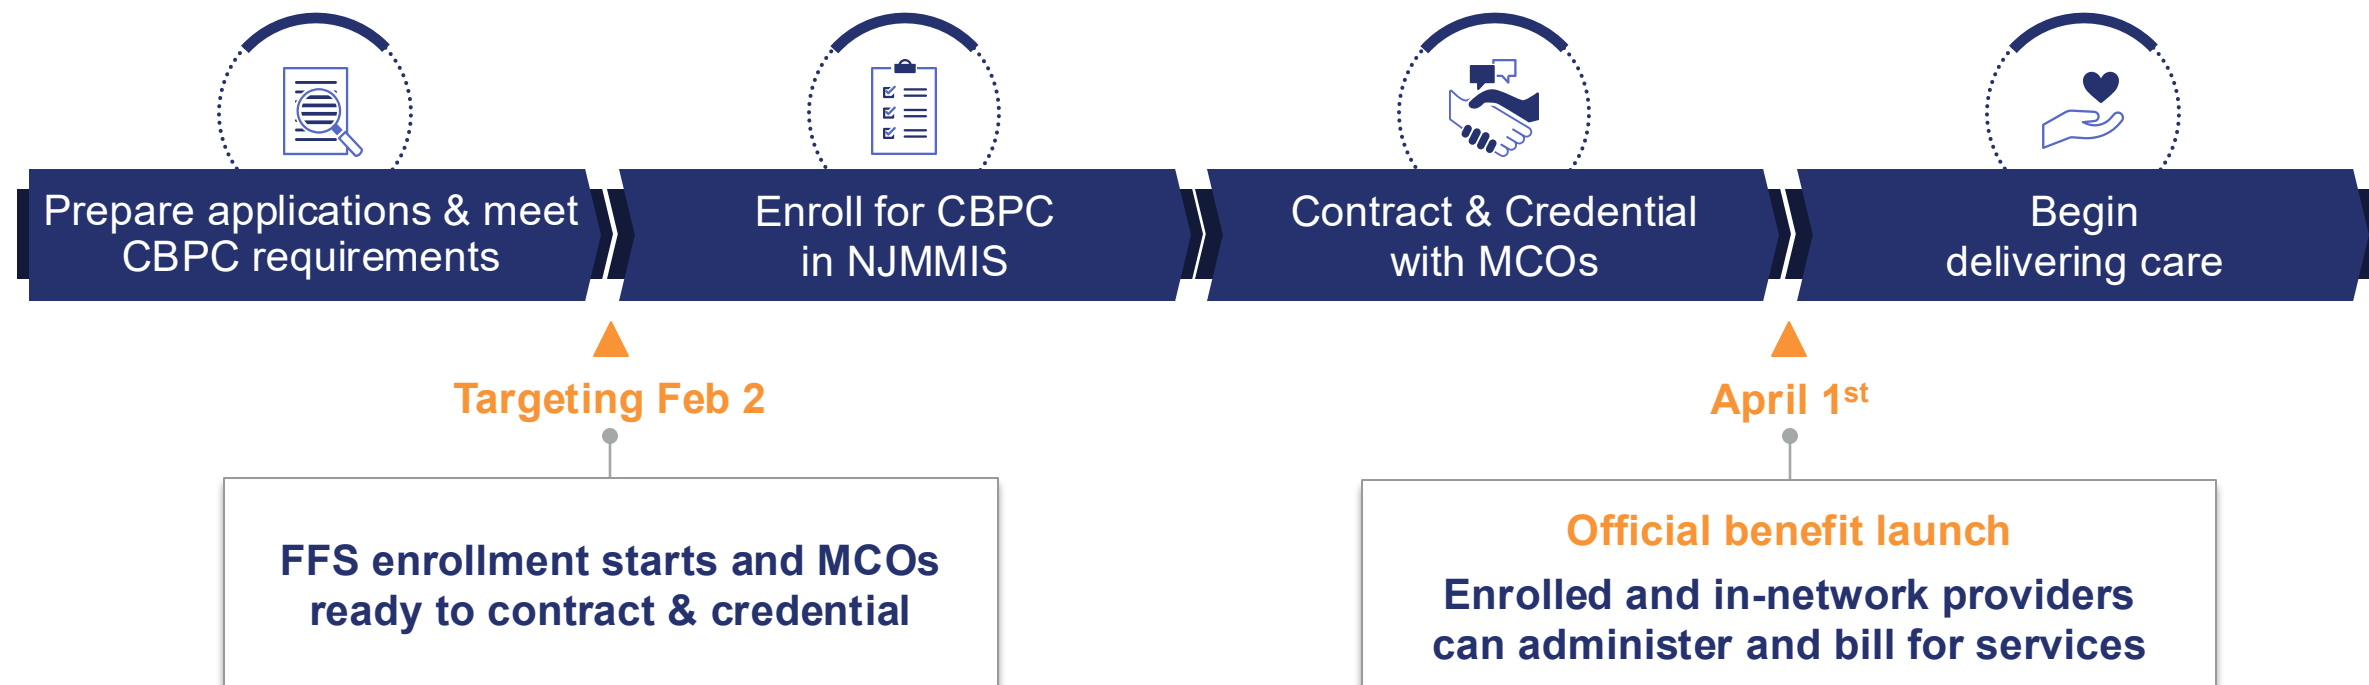 Prepare applications & meet
CBPC requirements
Enroll for CBPC
in NJMMIS
Contract & Credential
with MCOs
Begin
delivering care
Targeting Feb 2
April 1st
FFS enrollment starts and MCOs
ready to contract & credential
Official benefit launch
Enrolled and in-network providers
can administer and bill for services